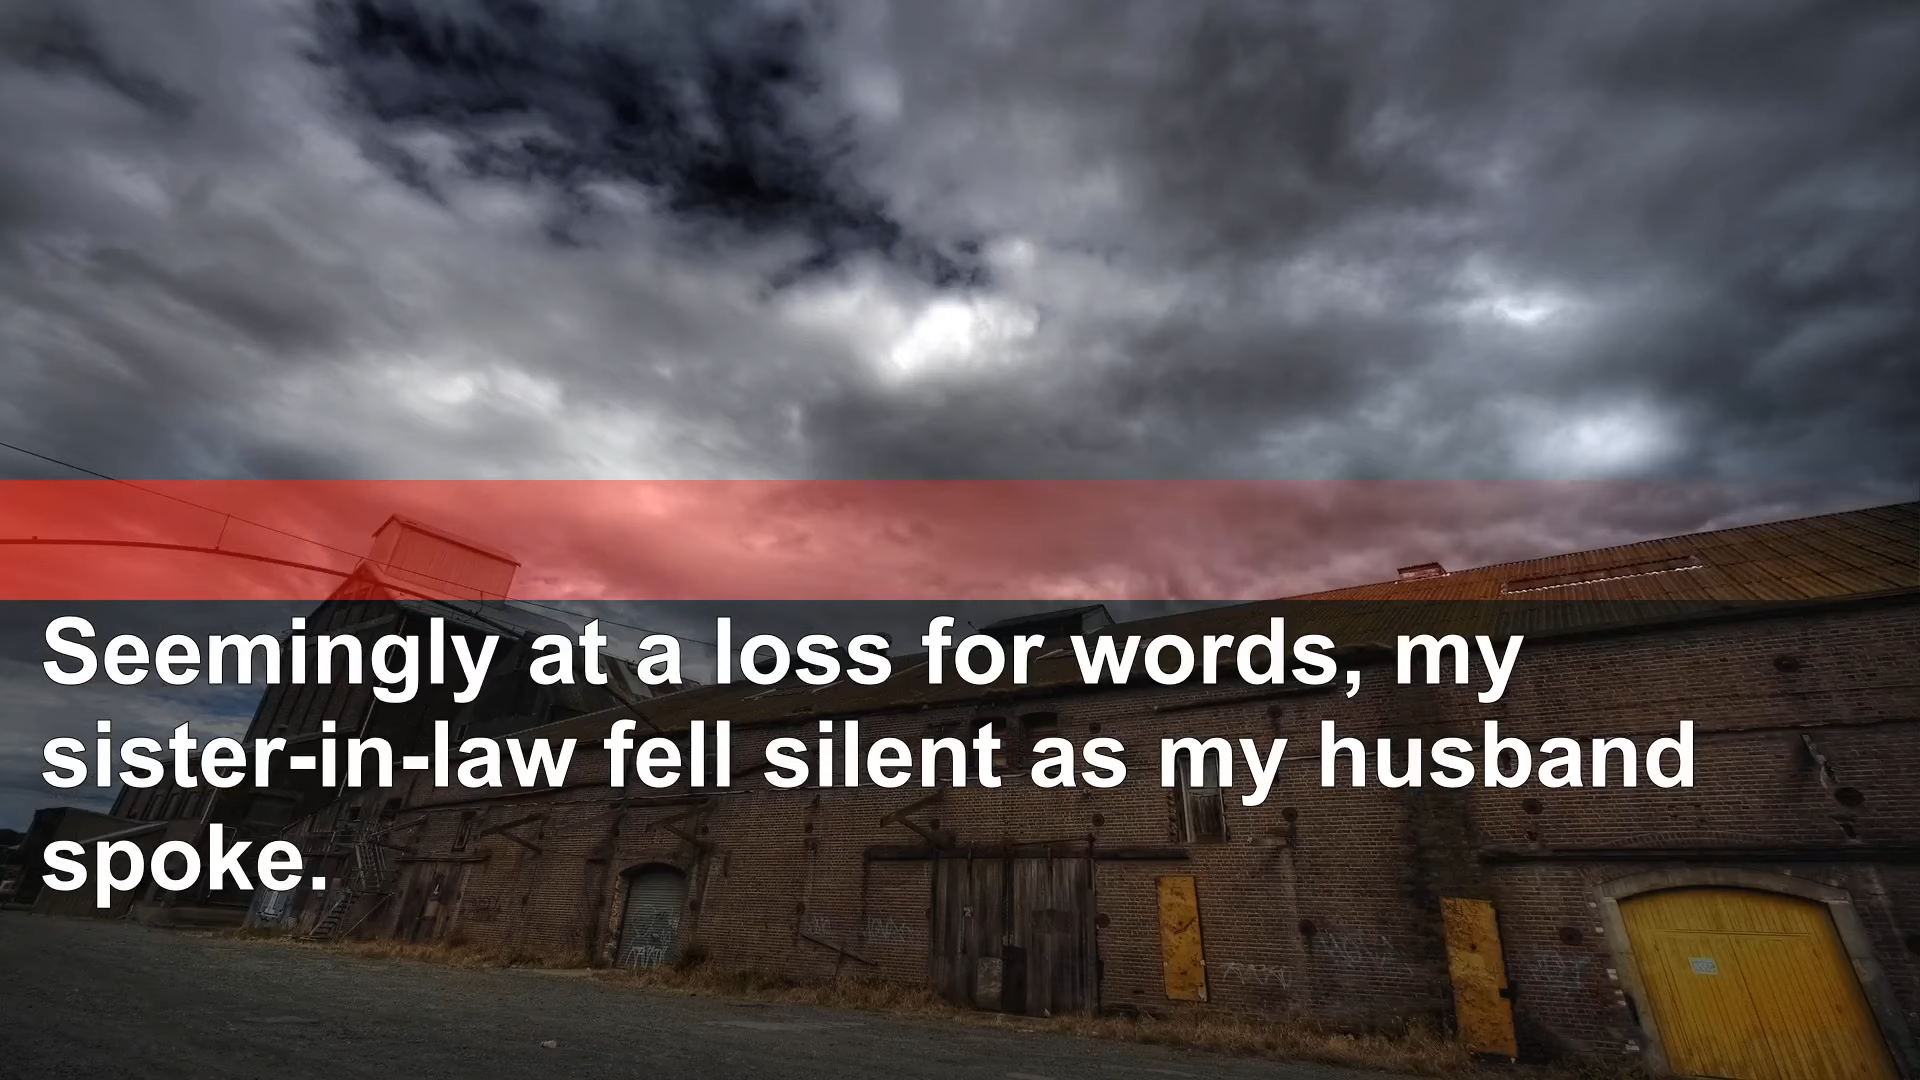 Seemingly at a loss for words, my
sister-in-law fell silent as my husband
spoke.